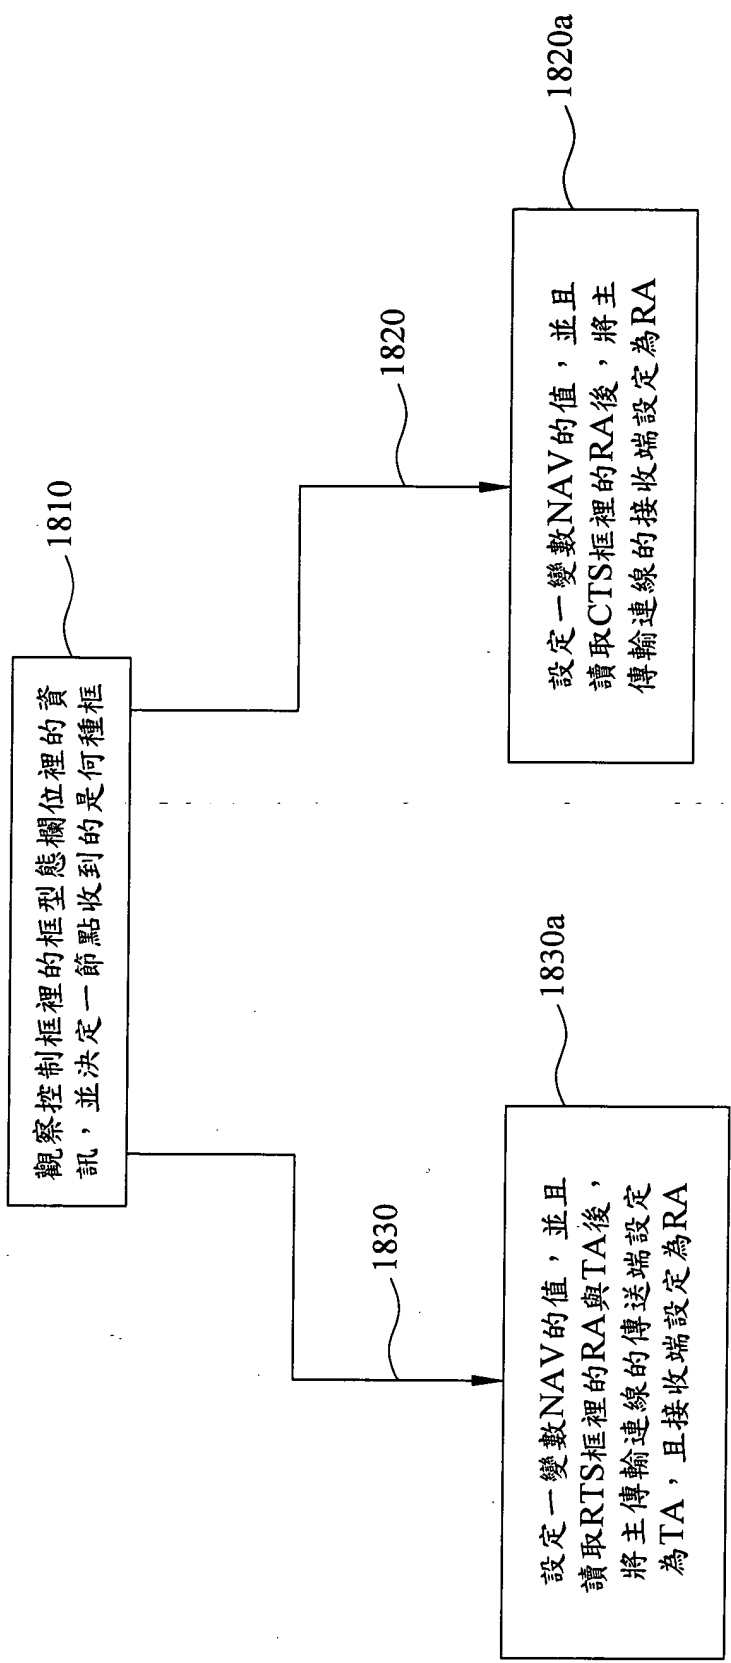 1810
觀察控制框裡的框型態欄位裡的資
訊，並決定一節點收到的是何種框
1830
1820
1830a
設定一變數NAV的值，並且
讀取RTS框裡的RA與TA後，
將主傳輸連線的傳送端設定
為TA，且接收端設定為RA
1820a
設定一變數NAV的值，並且
讀取CTS框裡的RA後，將主
傳輸連線的接收端設定為RA